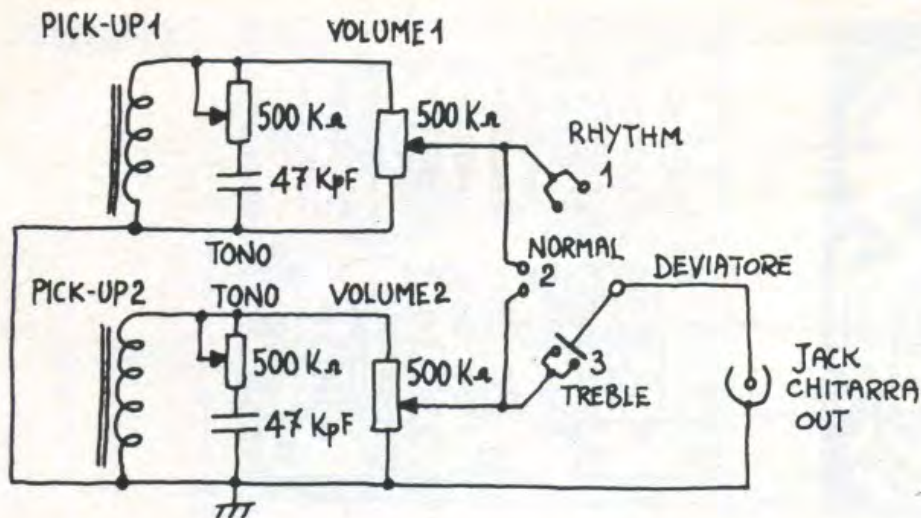 PICK-UP1
VOLUME1
500 KΩ
500 KΩ
47 KpF
RHYTHM
1
TONO
NORMAL
2
DEVIATORE
PICK-UP2
TONO
VOLUME2
500 KΩ
500 KΩ
47 KpF
3
TREBLE
JACK
CHITARRA
OUT